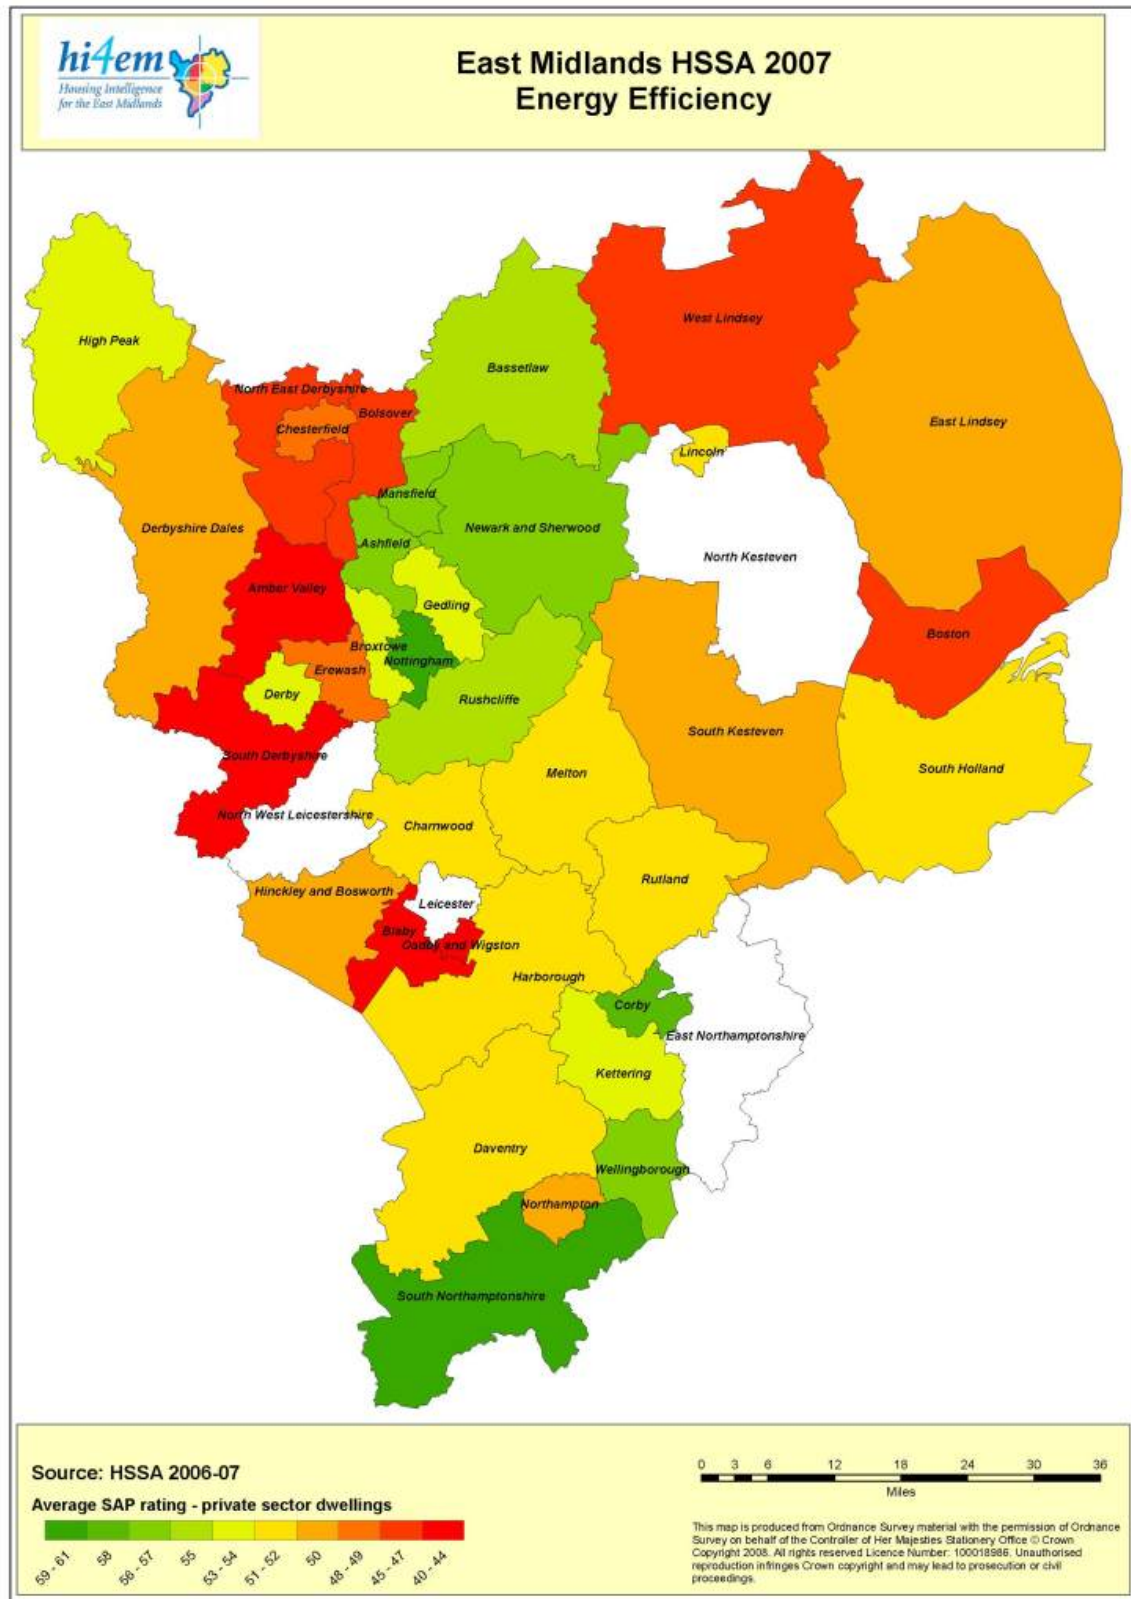 hi4em
Housing Intelligence
for the East Midlands
East Midlands HSSA 2007
Energy Efficiency
High Peak
West Lindsey
Bassetlaw
North East Derbyshire
Bolsover
Chesterfield
East Lindsey
Lincoln
Mansfield
Derbyshire Dales
Newark and Sherwood
Ashfield
North Kesteven
Amber Valley
Gedling
Boston
Broxtowe
Nottingham
Erewash
Derby
Rushcliffe
South Kesteven
South Derbyshire
South Holland
Melton
North West Leicestershire
Charnwood
Rutland
Hinckley and Bosworth
Leicester
Blaby
Oadby and Wigston
Harborough
Corby
East Northamptonshire
Kettering
Daventry
Wellingborough
Northampton
South Northamptonshire
Source: HSSA 2006-07
Average SAP rating - private sector dwellings
59 - 61
58
56 - 57
55
53 - 54
51 - 52
50
48 - 49
45 - 47
40 - 44
0 3 6 12 18 24 30 36
Miles
This map is produced from Ordnance Survey material with the permission of Ordnance
Survey on behalf of the Controller of Her Majesties Stationery Office © Crown
Copyright 2008. All rights reserved Licence Number: 100018986. Unauthorised
reproduction infringes Crown copyright and may lead to prosecution or civil
proceedings.